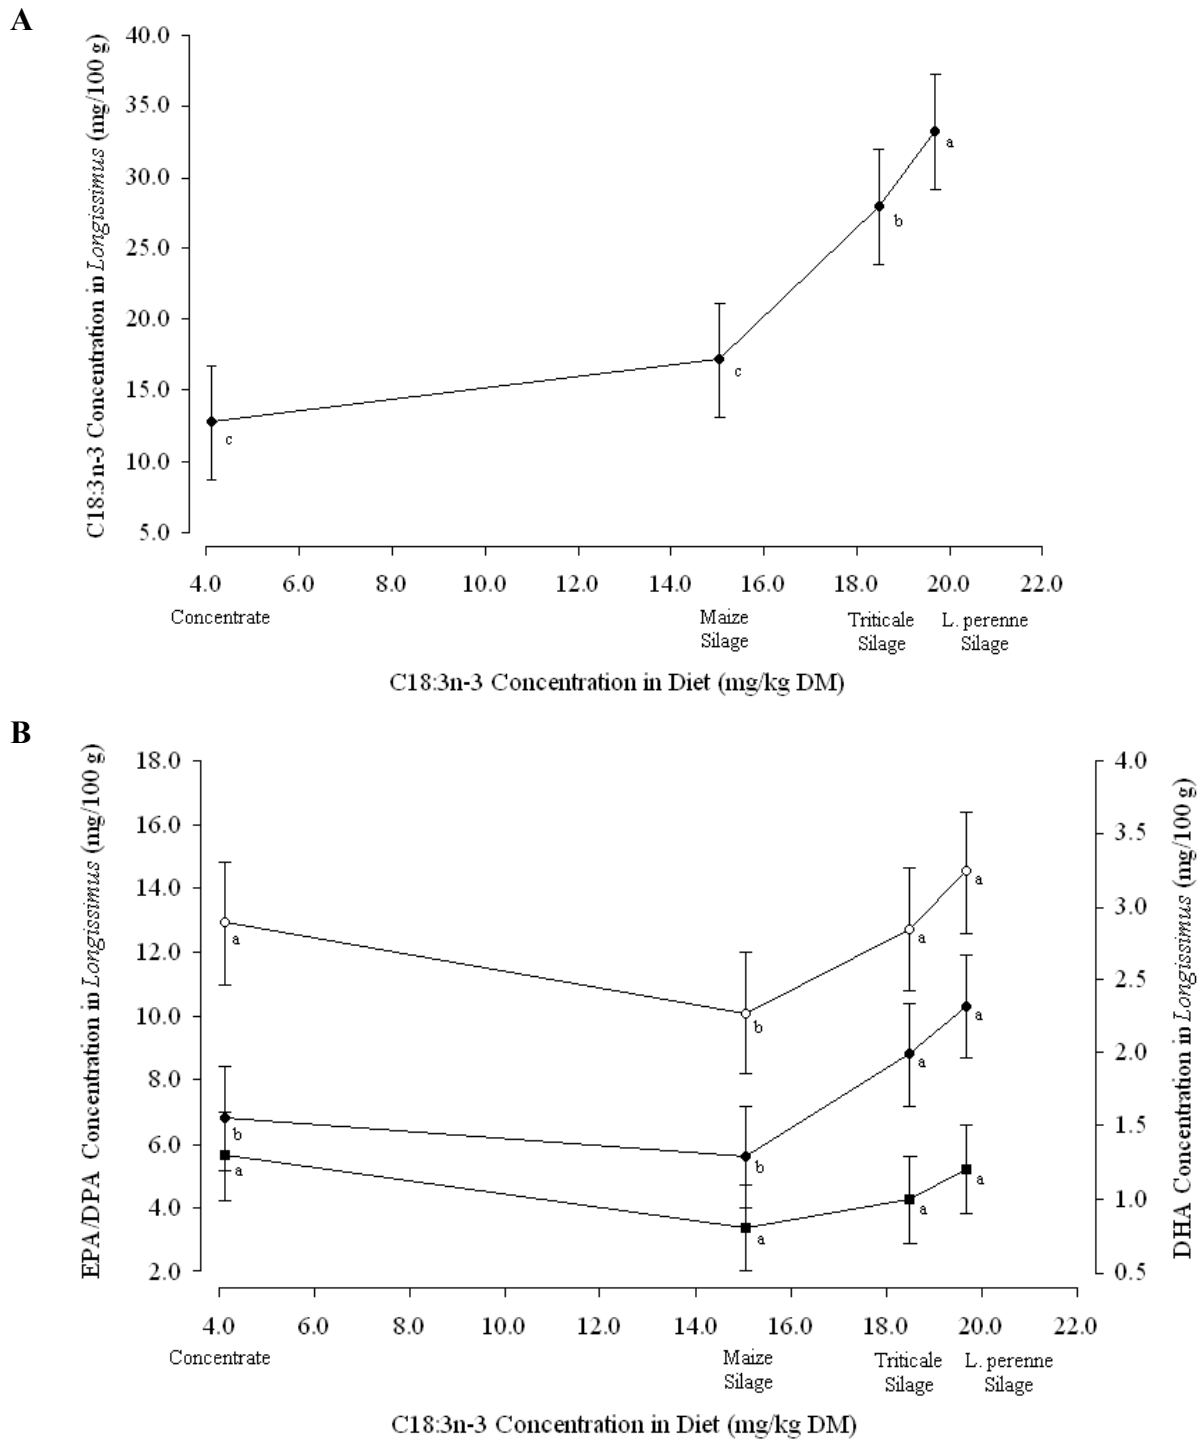 A
C18:3n-3 Concentration in Longissimus (mg/100 g)
40.0
35.0
30.0
25.0
20.0
15.0
10.0
5.0
c
c
b
a
4.0 6.0 8.0 10.0 12.0 14.0 16.0 18.0 20.0 22.0
Concentrate Maize Silage Triticale Silage L. perenne Silage
C18:3n-3 Concentration in Diet (mg/kg DM)
B
EPA/DPA Concentration in Longissimus (mg/100 g)
18.0
16.0
14.0
12.0
10.0
8.0
6.0
4.0
2.0
a
b
a
a
b
b
a
a
a
a
a
a
DHA Concentration in Longissimus (mg/100 g)
4.0
3.5
3.0
2.5
2.0
1.5
1.0
0.5
4.0 6.0 8.0 10.0 12.0 14.0 16.0 18.0 20.0 22.0
Concentrate Maize Silage Triticale Silage L. perenne Silage
C18:3n-3 Concentration in Diet (mg/kg DM)